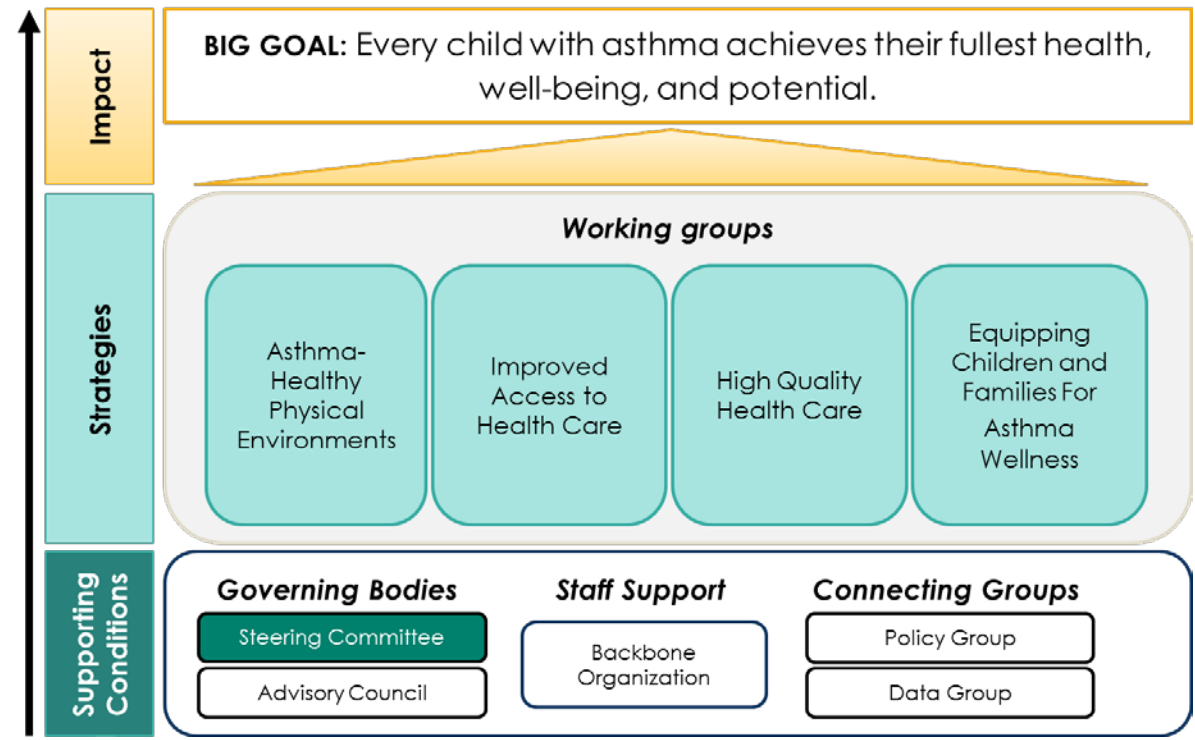 Impact
BIG GOAL: Every child with asthma achieves their fullest health,
well-being, and potential.
Strategies
Working groups
Asthma-
Healthy
Physical
Environments
Improved
Access to
Health Care
High Quality
Health Care
Equipping
Children and
Families For
Asthma
Wellness
Supporting
Conditions
Governing Bodies
Steering Committee
Advisory Council
Staff Support
Backbone
Organization
Connecting Groups
Policy Group
Data Group